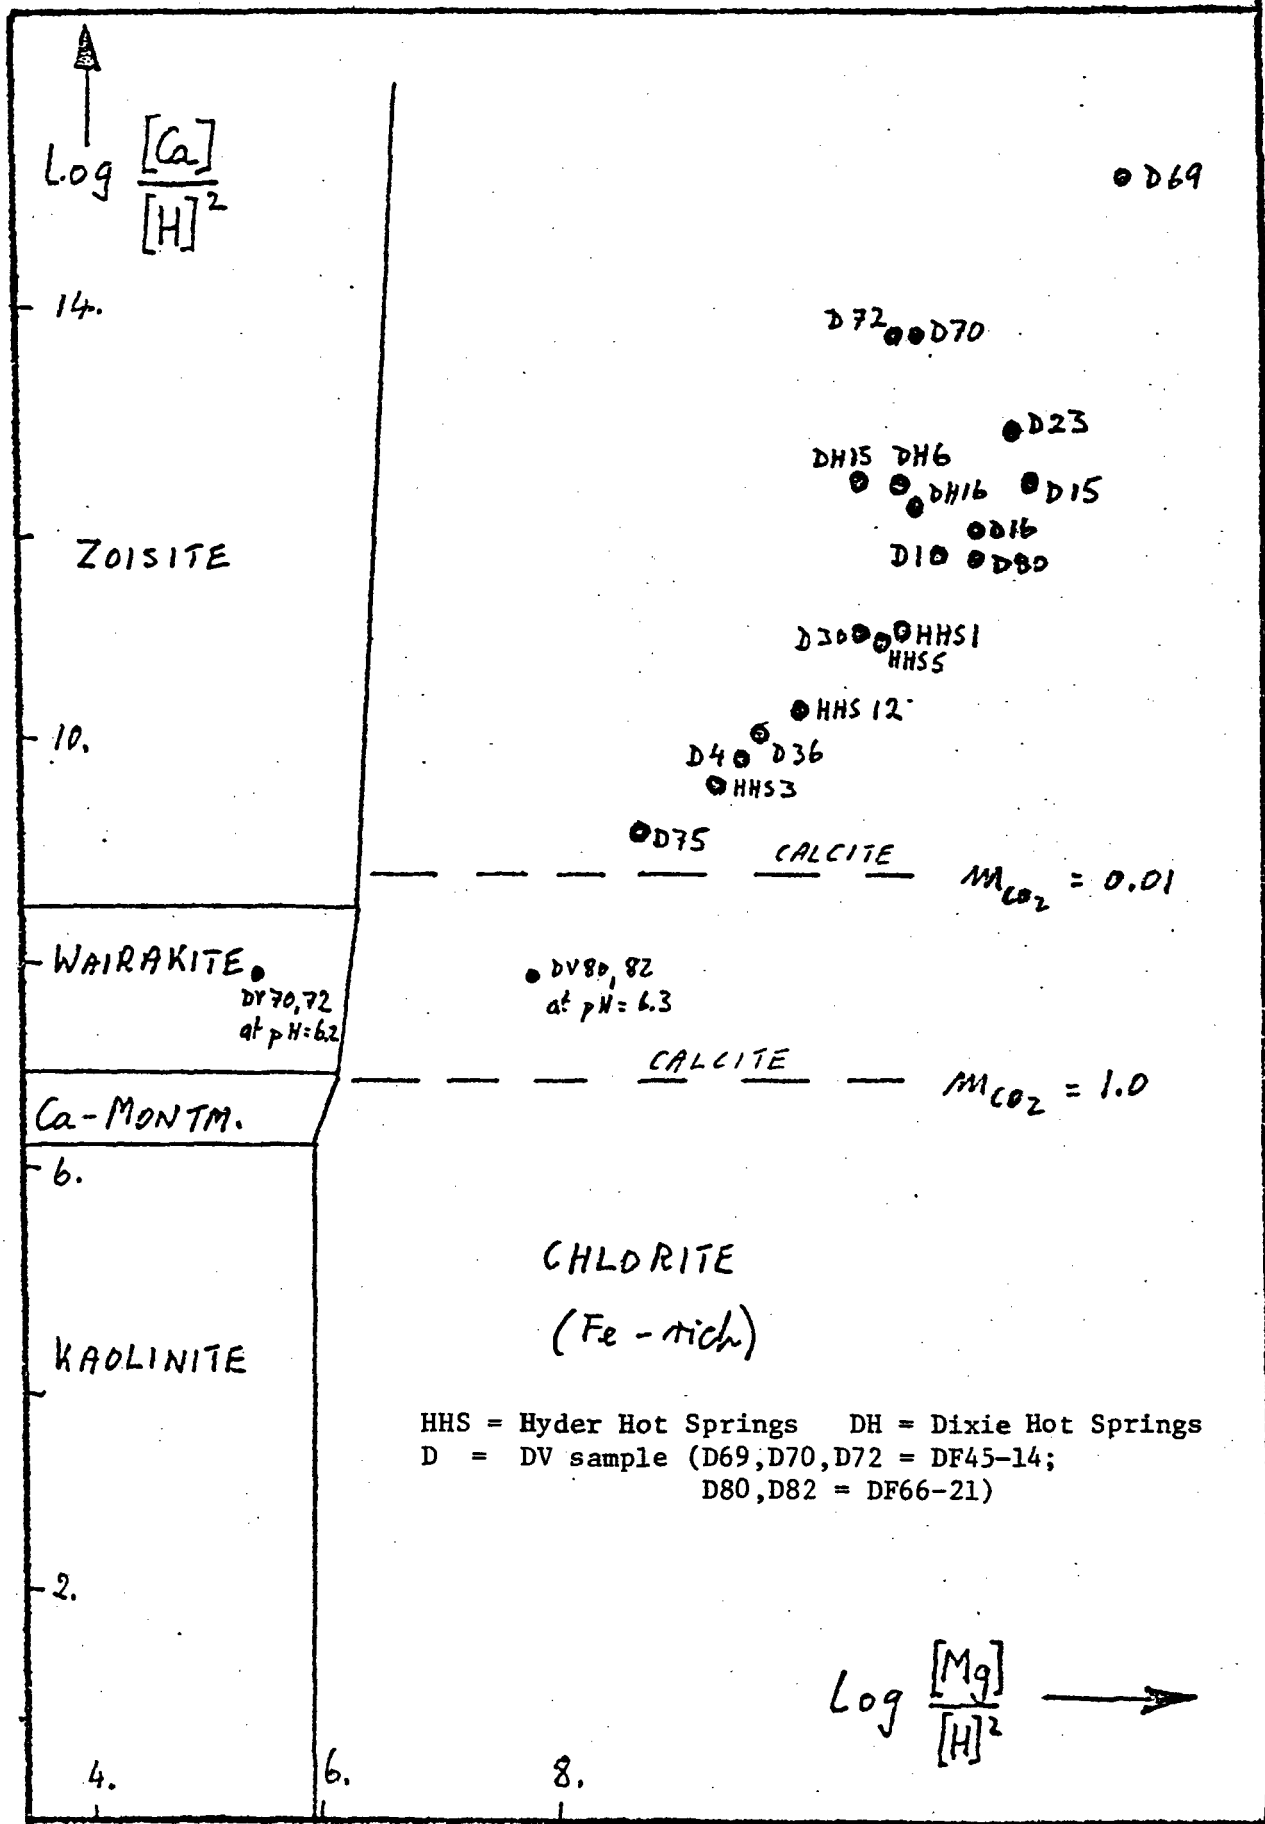 Log [Ca]
[H]²
D69
14.
D72 D70
D23
DH15 DH6
DH16 D15
D16
ZOISITE
D10 D80
D30 HHS1
HHS5
HHS 12
10.
D4 D36
HHS3
D75
CALCITE
mCO₂ = 0.01
WAIRAKITE
DV80, 82
at pH = 6.3
DV70,72
at pH = 6.2
CALCITE
mCO₂ = 1.0
Ca-MONTM.
6.
CHLORITE
(Fe-rich)
KAOLINITE
HHS = Hyder Hot Springs DH = Dixie Hot Springs
D = DV sample (D69,D70,D72 = DF45-14;
D80,D82 = DF66-21)
2.
Log [Mg]
[H]²
4. 6. 8.